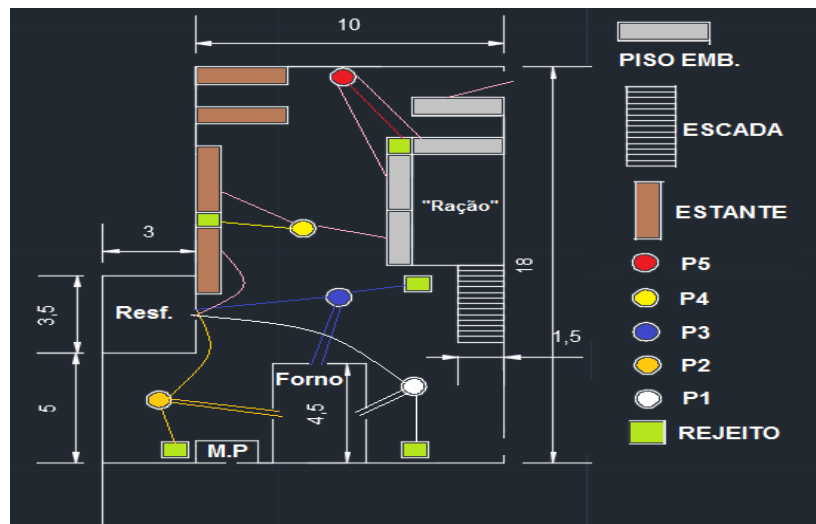 10
PISO EMB.
ESCADA
"Ração"
ESTANTE
3
18
P5
P4
3,5
Resf.
P3
1,5
Forno
P2
5
4,5
P1
M.P
REJEITO